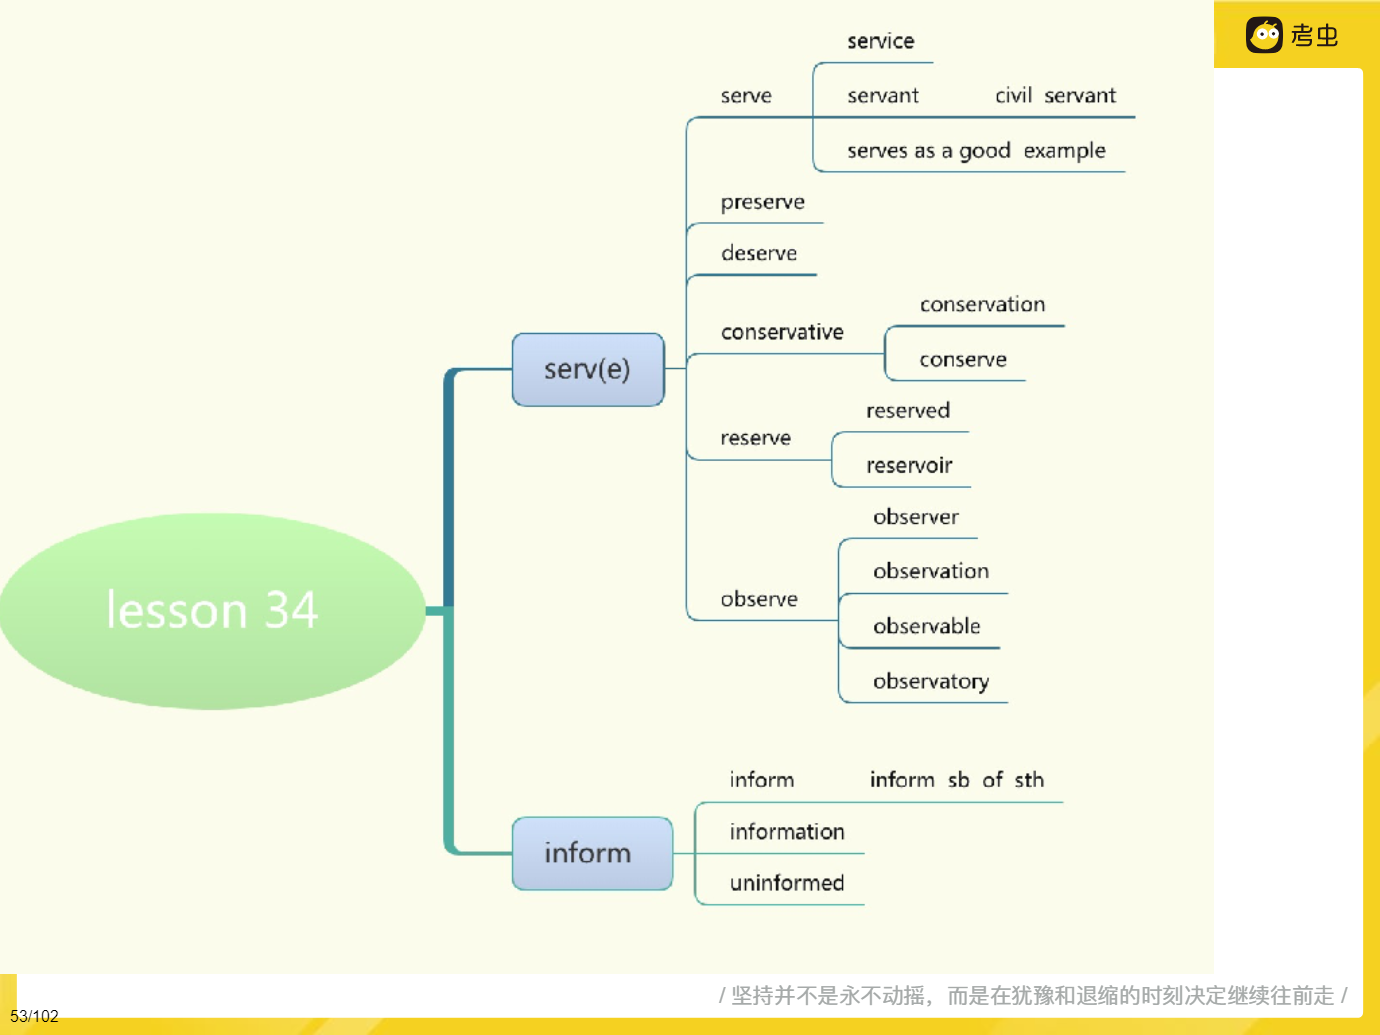 考虫
service
serve
servant civil servant
serves as a good example
preserve
deserve
conservation
conservative
conserve
serv(e)
reserved
reserve
reservoir
observer
observation
observe
observable
observatory
lesson 34
inform inform sb of sth
information
inform
uninformed
/ 坚持并不是永不动摇，而是在犹豫和退缩的时刻决定继续往前走 /
53/102